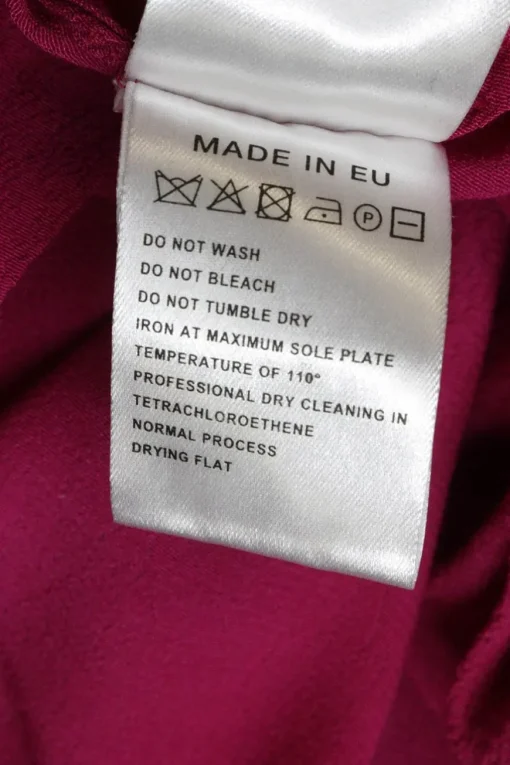 MADE IN EU
P
DO NOT WASH
DO NOT BLEACH
DO NOT TUMBLE DRY
IRON AT MAXIMUM SOLE PLATE
TEMPERATURE OF 110°
PROFESSIONAL DRY CLEANING IN
TETRACHLOROETHENE
NORMAL PROCESS
DRYING FLAT